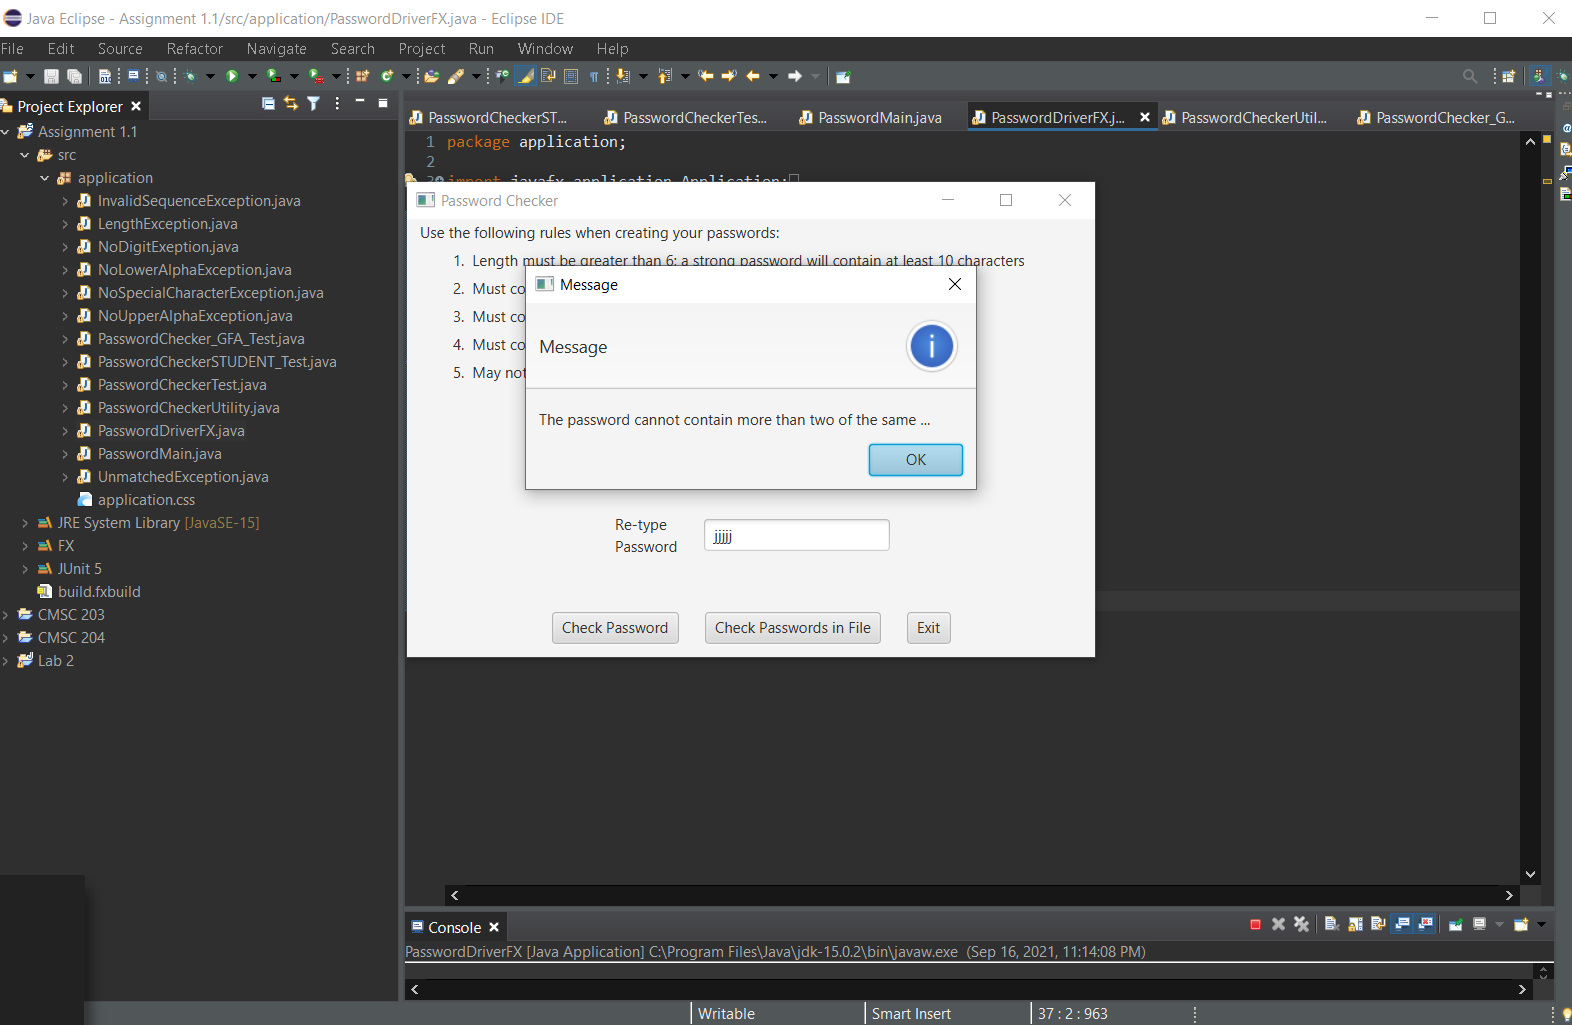 Java Eclipse - Assignment 1.1/src/application/PasswordDriverFX.java - Eclipse IDE
File Edit Source Refactor Navigate Search Project Run Window Help
Project Explorer
Assignment 1.1
src
application
InvalidSequenceException.java
LengthException.java
NoDigitExeption.java
NoLowerAlphaException.java
NoSpecialCharacterException.java
NoUpperAlphaException.java
PasswordChecker_GFA_Test.java
PasswordCheckerSTUDENT_Test.java
PasswordCheckerTest.java
PasswordCheckerUtility.java
PasswordDriverFX.java
PasswordMain.java
UnmatchedException.java
application.css
JRE System Library [JavaSE-15]
FX
JUnit 5
build.fxbuild
CMSC 203
CMSC 204
Lab 2
PasswordCheckerST... PasswordCheckerTes... PasswordMain.java PasswordDriverFX.j... PasswordCheckerUtil... PasswordChecker_G...
1 package application;
2
3 import javafx.application.Application;
Password Checker
Use the following rules when creating your passwords:
1. Length must be greater than 6; a strong password will contain at least 10 characters
2. Must co
3. Must co
4. Must co
5. May not
Message
Message
The password cannot contain more than two of the same ...
OK
Re-type
Password
jjjjj
Check Password Check Passwords in File Exit
Console
PasswordDriverFX [Java Application] C:\Program Files\Java\jdk-15.0.2\bin\javaw.exe (Sep 16, 2021, 11:14:08 PM)
Writable Smart Insert 37 : 2 : 963